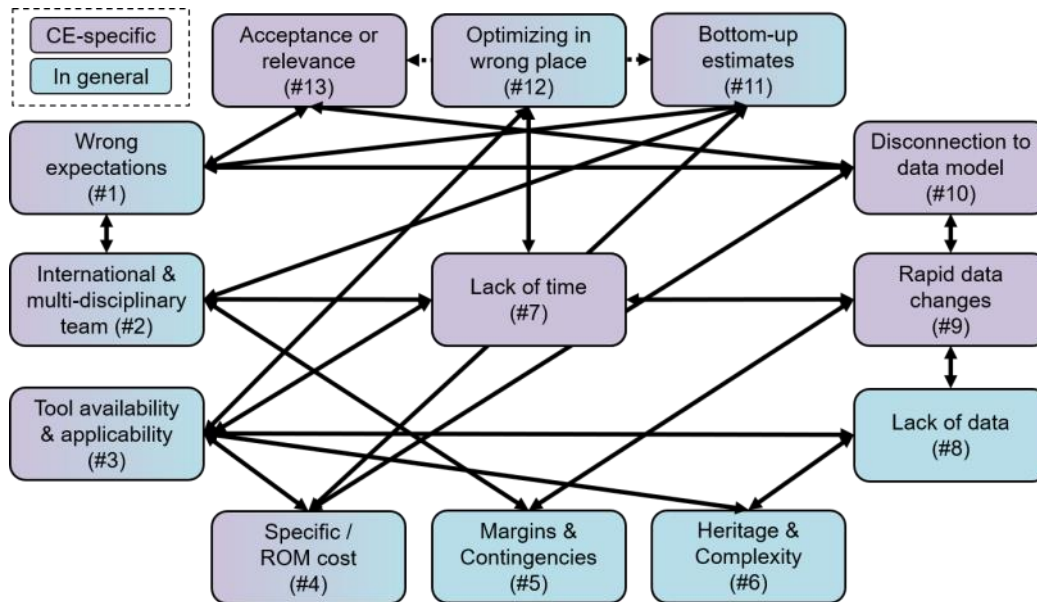 CE-specific
In general
Acceptance or
relevance
(#13)
Optimizing in
wrong place
(#12)
Bottom-up
estimates
(#11)
Wrong
expectations
(#1)
Disconnection to
data model
(#10)
International &
multi-disciplinary
team (#2)
Lack of time
(#7)
Rapid data
changes
(#9)
Tool availability
& applicability
(#3)
Lack of data
(#8)
Specific /
ROM cost
(#4)
Margins &
Contingencies
(#5)
Heritage &
Complexity
(#6)